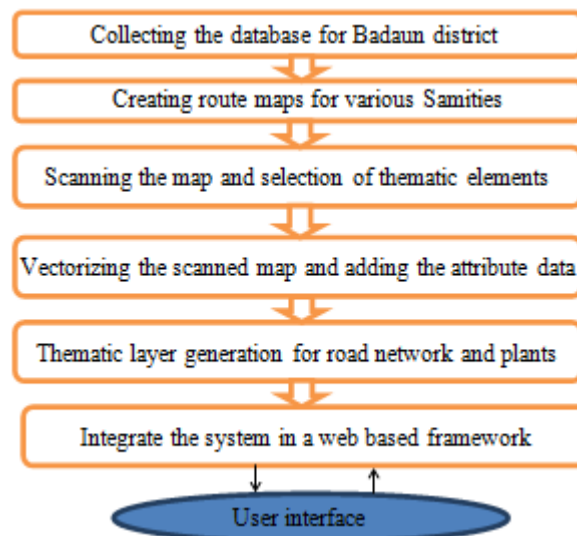 Collecting the database for Badaun district
Creating route maps for various Samities
Scanning the map and selection of thematic elements
Vectorizing the scanned map and adding the attribute data
Thematic layer generation for road network and plants
Integrate the system in a web based framework
User interface